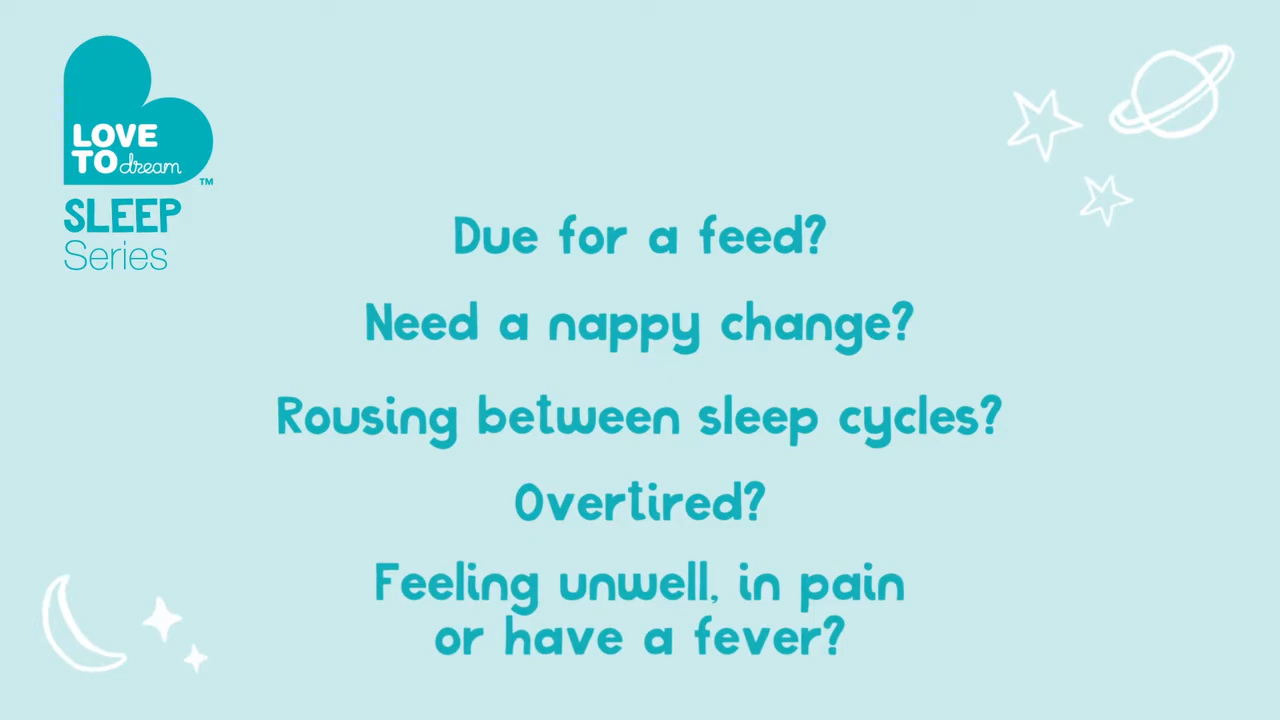 LOVE
TO dream
TM
SLEEP
Series
Due for a feed?
Need a nappy change?
Rousing between sleep cycles?
Overtired?
Feeling unwell, in pain
or have a fever?